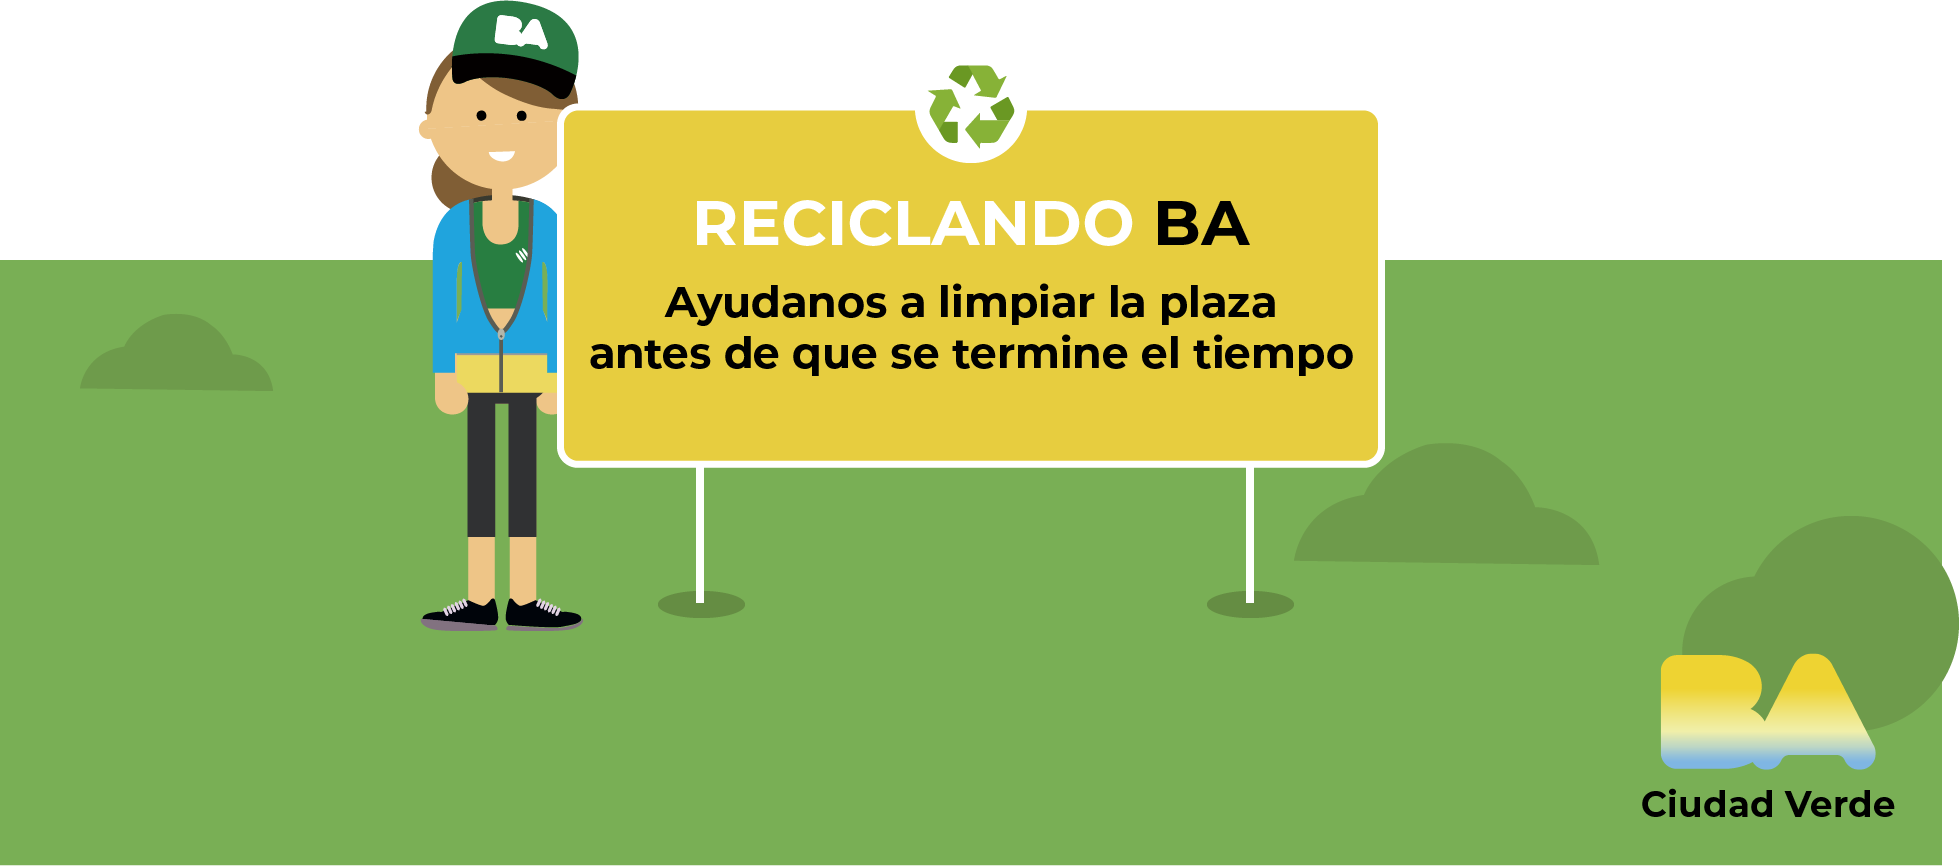 BA
RECICLANDO BA
Ayudanos a limpiar la plaza
antes de que se termine el tiempo
BA
Ciudad Verde